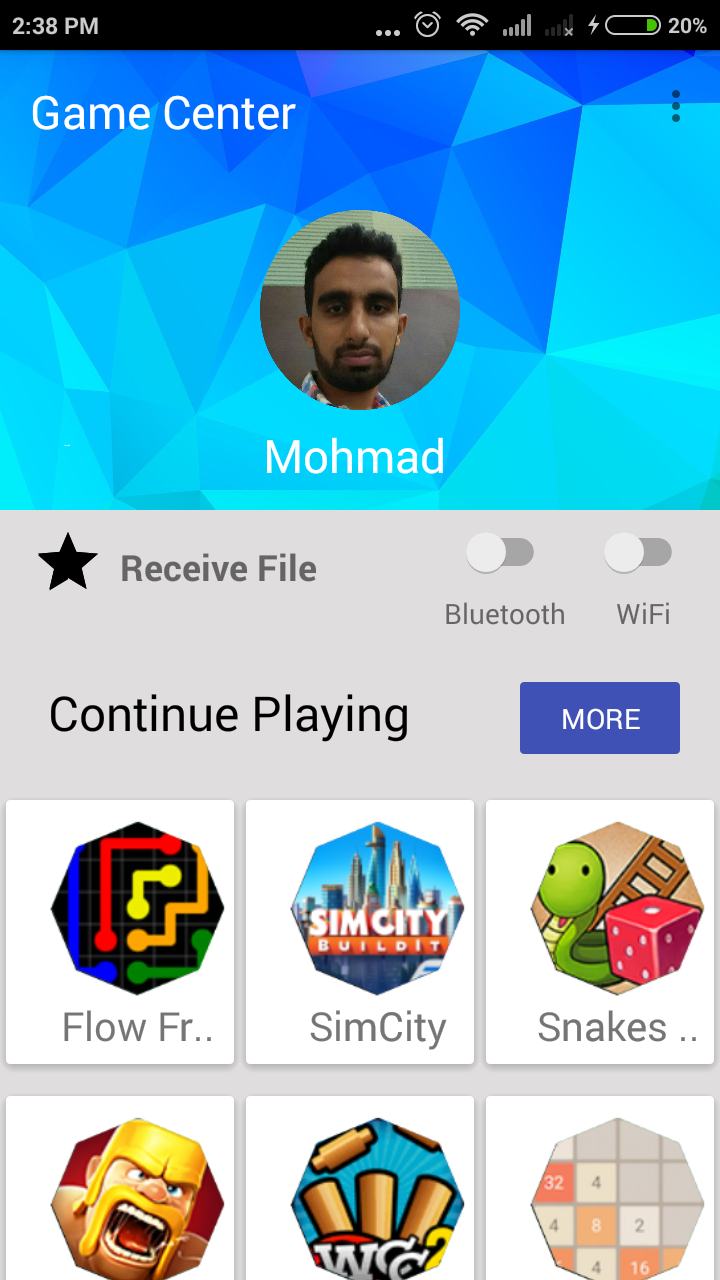 2:38 PM
20%
Game Center
Mohmad
Receive File
Bluetooth
WiFi
Continue Playing
MORE
SIMCITY
BUILDIT
Flow Fr..
SimCity
Snakes ..
WCC2
32 4
4 8 2
4 16